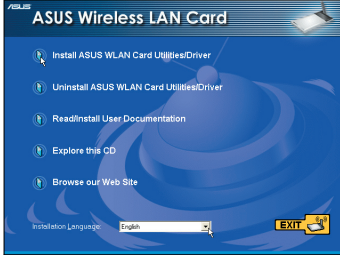 ASUS
ASUS Wireless LAN Card
Install ASUS WLAN Card Utilities/Driver
Uninstall ASUS WLAN Card Utilities/Driver
Read/Install User Documentation
Explore this CD
Browse our Web Site
Installation Language: English
EXIT